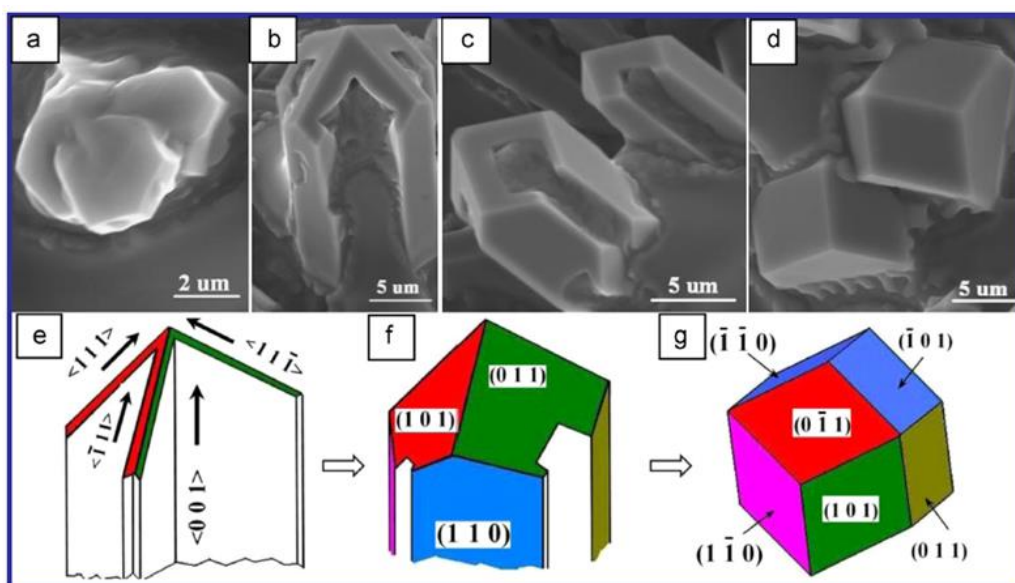 a
b
c
d
2 um
5 um
5 um
5 um
e
f
g
<1 1 1>
<1 1 1̄>
<1̄ 1 1>
<0 0 1>
(1 0 1)
(0 1 1)
(1 1 0)
(1̄ 1̄ 0)
(1̄ 0 1)
(0 1̄ 1)
(1 0 1)
(1 1̄ 0)
(0 1 1)